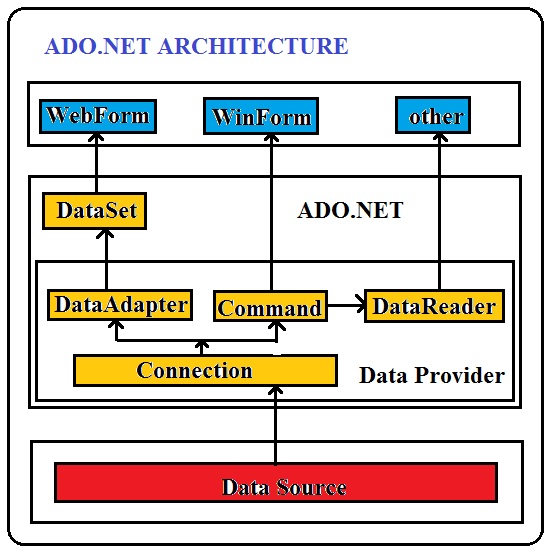 ADO.NET ARCHITECTURE
WebForm
WinForm
other
DataSet
ADO.NET
DataAdapter
Command
DataReader
Connection
Data Provider
Data Source